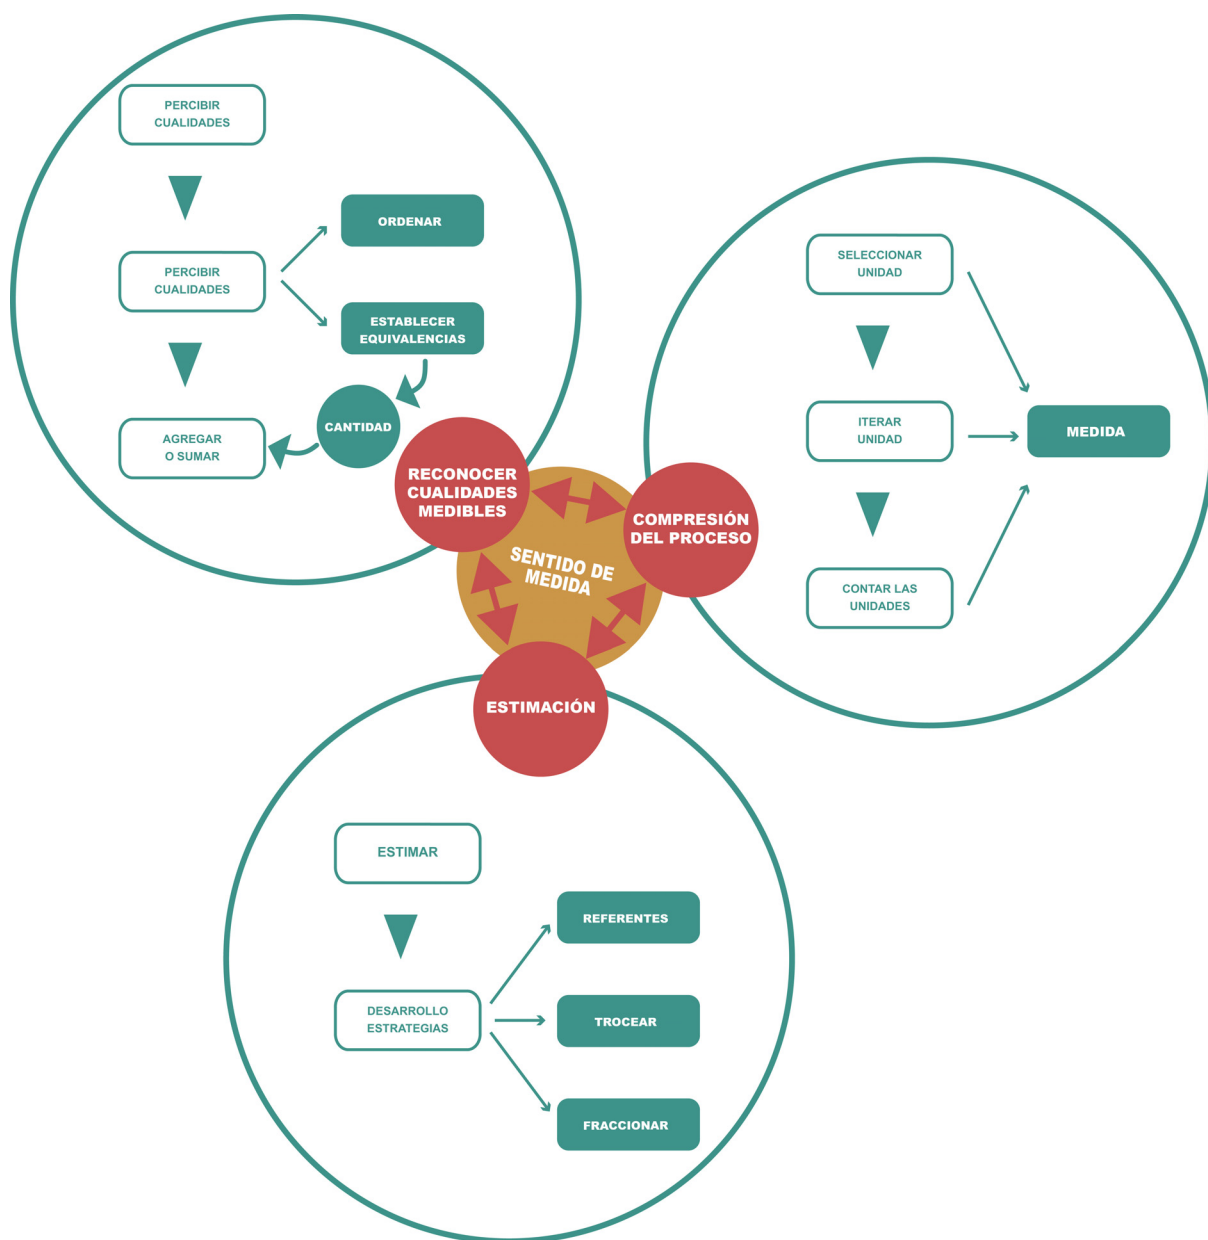 PERCIBIR
CUALIDADES
ORDENAR
PERCIBIR
CUALIDADES
ESTABLECER
EQUIVALENCIAS
CANTIDAD
AGREGAR
O SUMAR
RECONOCER
CUALIDADES
MEDIBLES
SENTIDO DE
MEDIDA
COMPRESIÓN
DEL PROCESO
SELECCIONAR
UNIDAD
ITERAR
UNIDAD
MEDIDA
CONTAR LAS
UNIDADES
ESTIMACIÓN
ESTIMAR
DESARROLLO
ESTRATEGIAS
REFERENTES
TROCEAR
FRACCIONAR